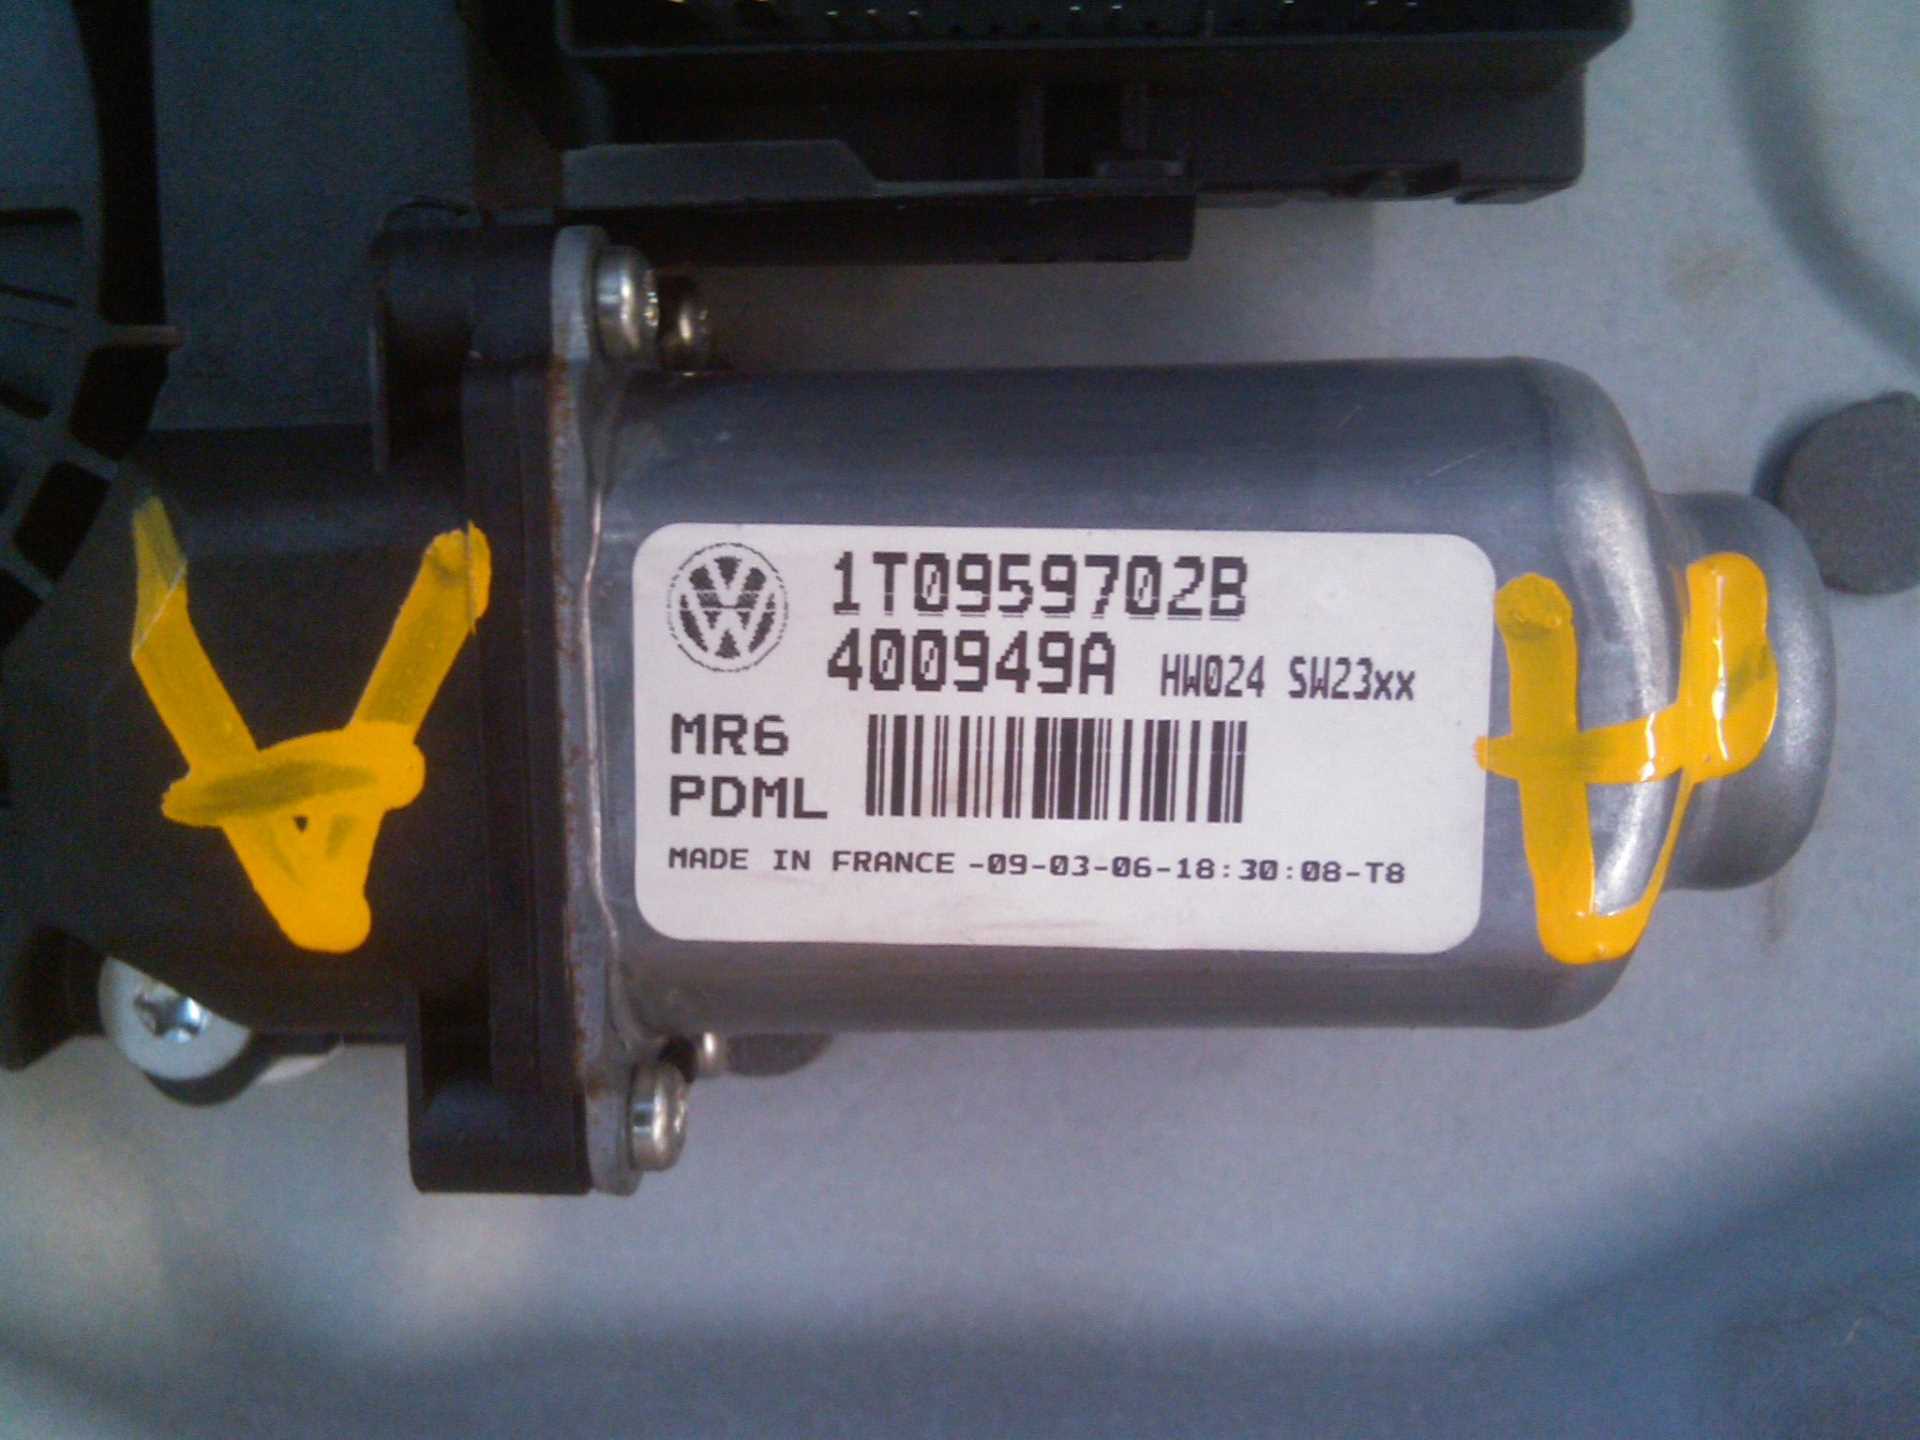 1T0959702B
400949A HW024 SW23xx
MR6
PDML
MADE IN FRANCE -09-03-06-18:30:08-T8